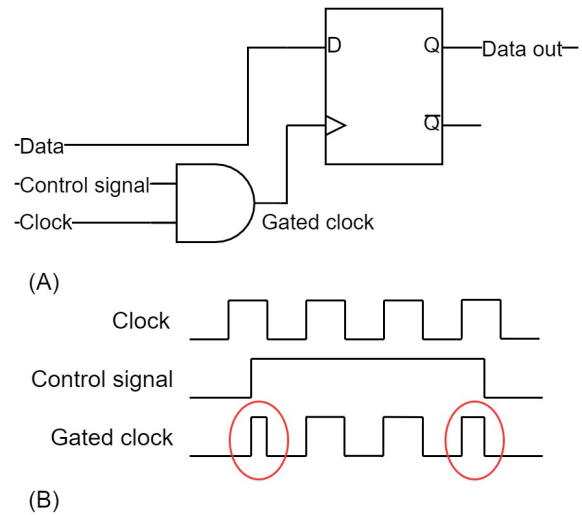 D Q
Data out
Data
Q̅
Control signal
Clock
Gated clock
(A)
Clock
Control signal
Gated clock
(B)